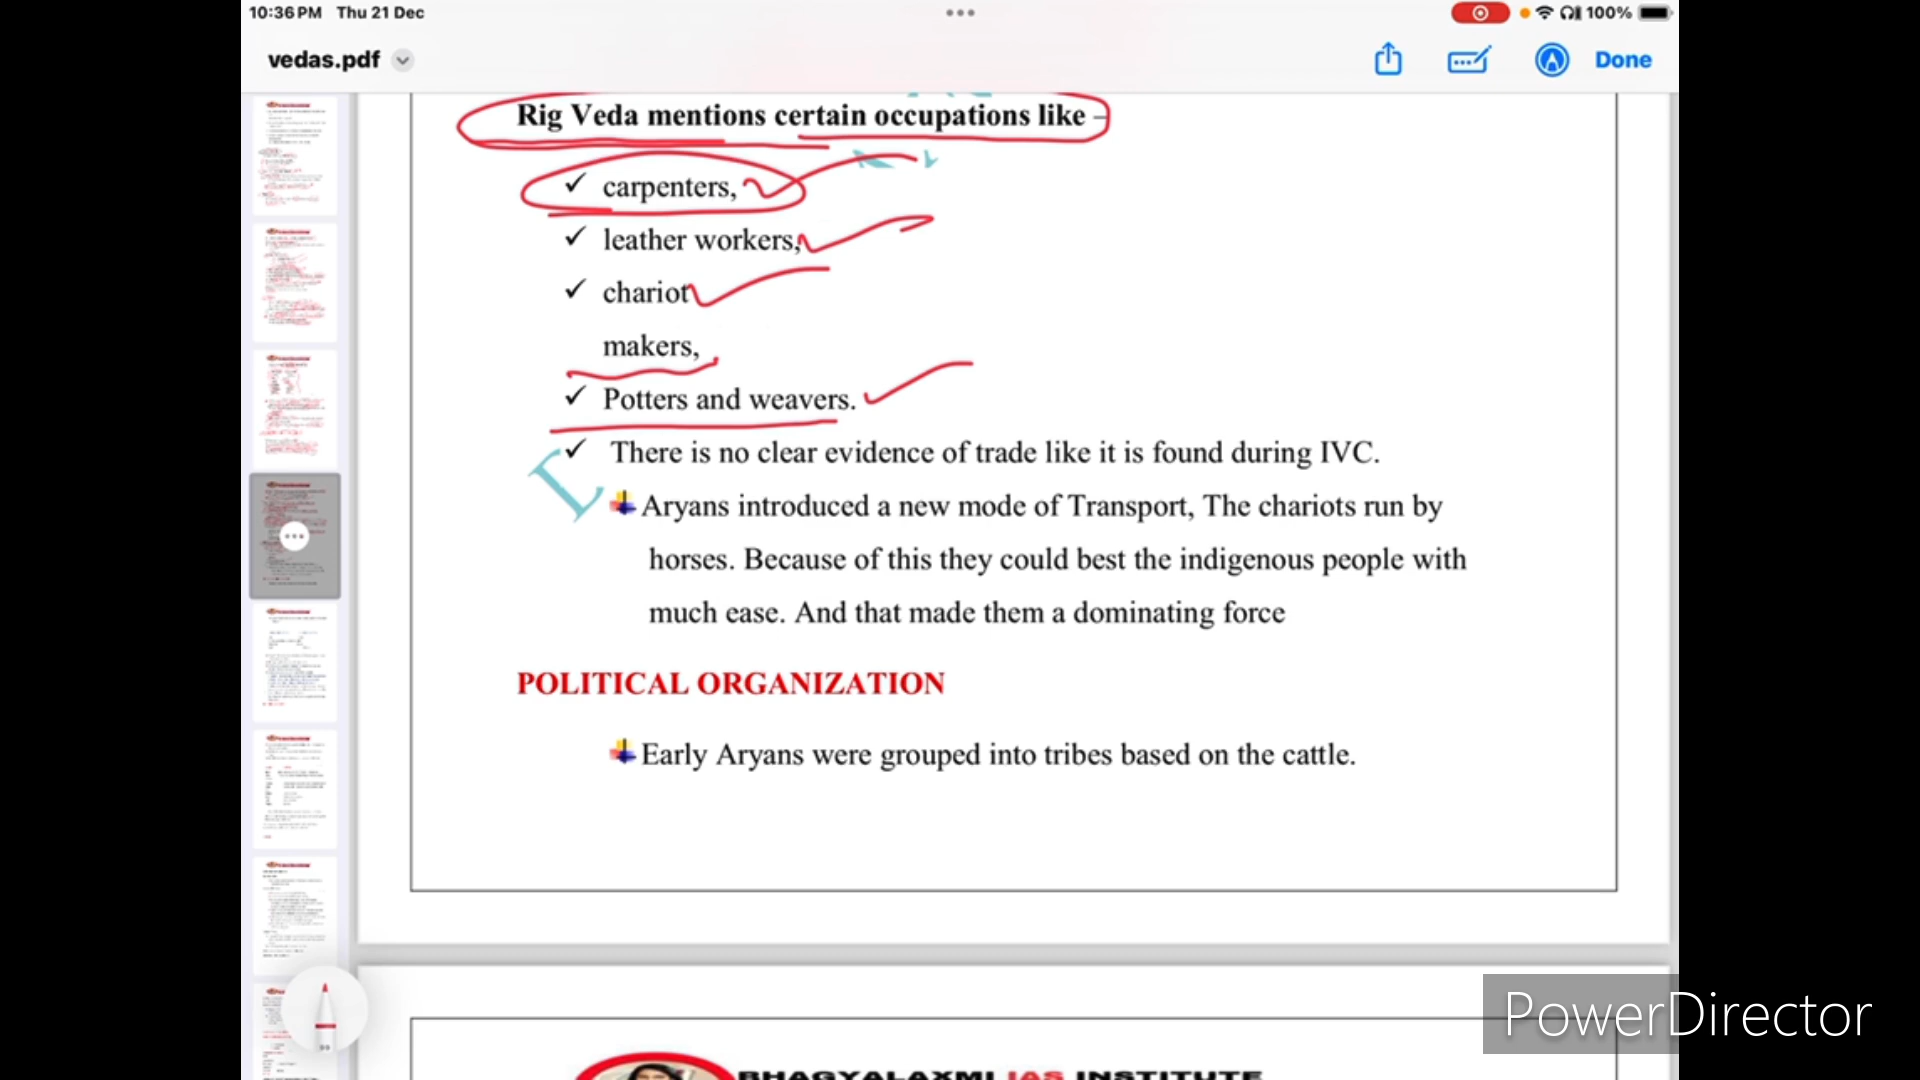 10:36 PM Thu 21 Dec
100%
vedas.pdf
Done
Rig Veda mentions certain occupations like –
✓ carpenters,
✓ leather workers,
✓ chariot
makers,
✓ Potters and weavers.
✓ There is no clear evidence of trade like it is found during IVC.
Aryans introduced a new mode of Transport, The chariots run by
horses. Because of this they could best the indigenous people with
much ease. And that made them a dominating force
POLITICAL ORGANIZATION
Early Aryans were grouped into tribes based on the cattle.
PowerDirector
BHAGYALAXMI IAS INSTITUTE